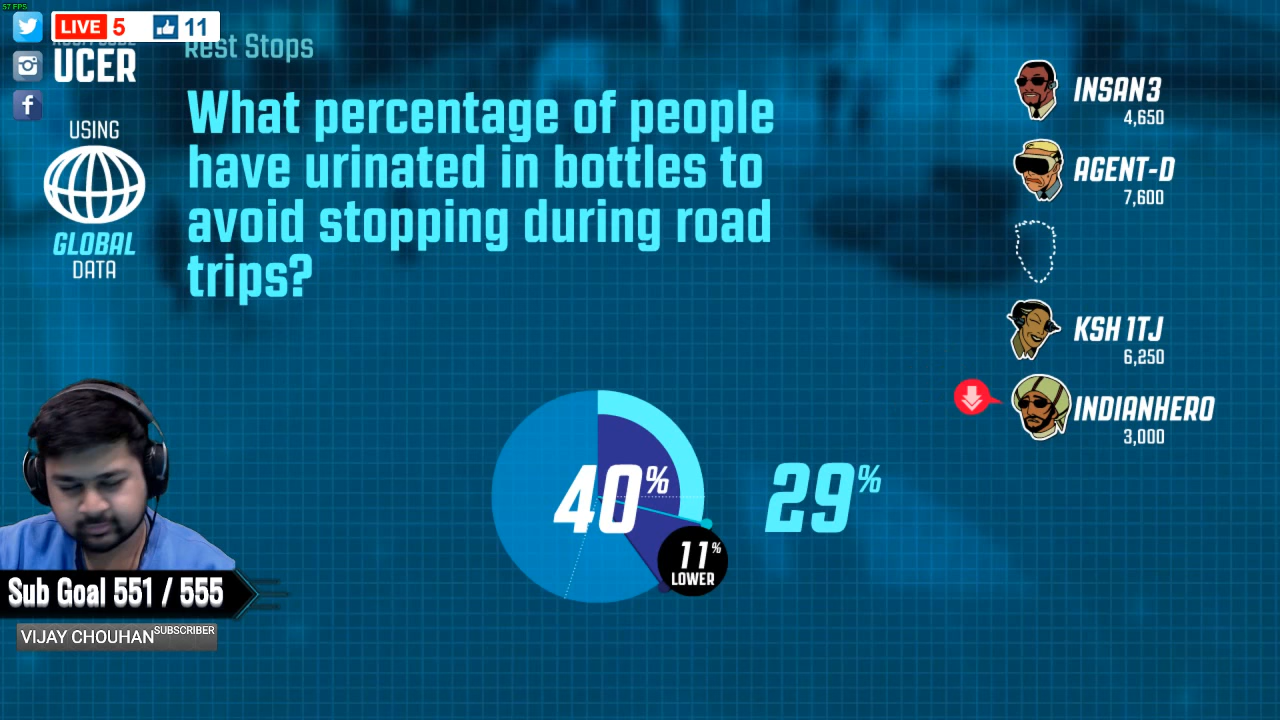 57 FPS
LIVE 5 11
Rest Stops
UCER
What percentage of people
have urinated in bottles to
avoid stopping during road
trips?
USING
GLOBAL
DATA
INSAN3
4,650
AGENT-D
7,600
KSH 1TJ
6,250
INDIANHERO
3,000
40%
29%
11%
LOWER
Sub Goal 551 / 555
VIJAY CHOUHAN SUBSCRIBER